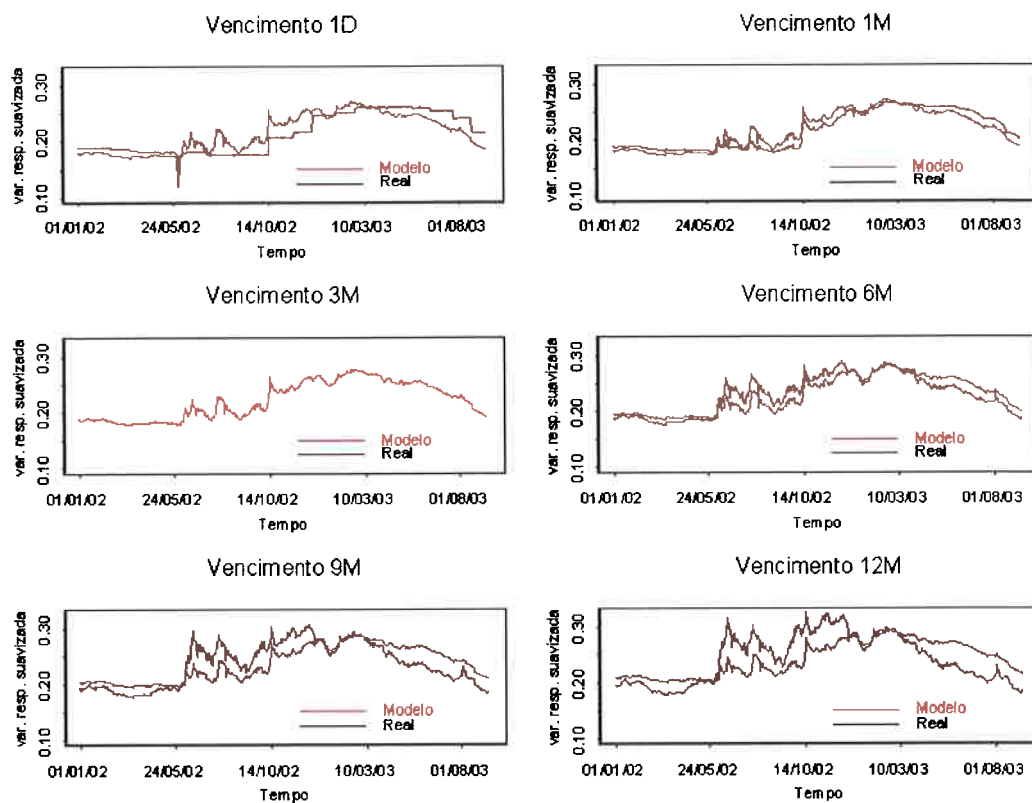 Vencimento 1D
var. resp. suavizada
0.10 0.20 0.30
Modelo
Real
01/01/02 24/05/02 14/10/02 10/03/03 01/08/03
Tempo
Vencimento 1M
var. resp. suavizada
0.10 0.20 0.30
Modelo
Real
01/01/02 24/05/02 14/10/02 10/03/03 01/08/03
Tempo
Vencimento 3M
var. resp. suavizada
0.10 0.20 0.30
Modelo
Real
01/01/02 24/05/02 14/10/02 10/03/03 01/08/03
Tempo
Vencimento 6M
var. resp. suavizada
0.10 0.20 0.30
Modelo
Real
01/01/02 24/05/02 14/10/02 10/03/03 01/08/03
Tempo
Vencimento 9M
var. resp. suavizada
0.10 0.20 0.30
Modelo
Real
01/01/02 24/05/02 14/10/02 10/03/03 01/08/03
Tempo
Vencimento 12M
var. resp. suavizada
0.10 0.20 0.30
Modelo
Real
01/01/02 24/05/02 14/10/02 10/03/03 01/08/03
Tempo